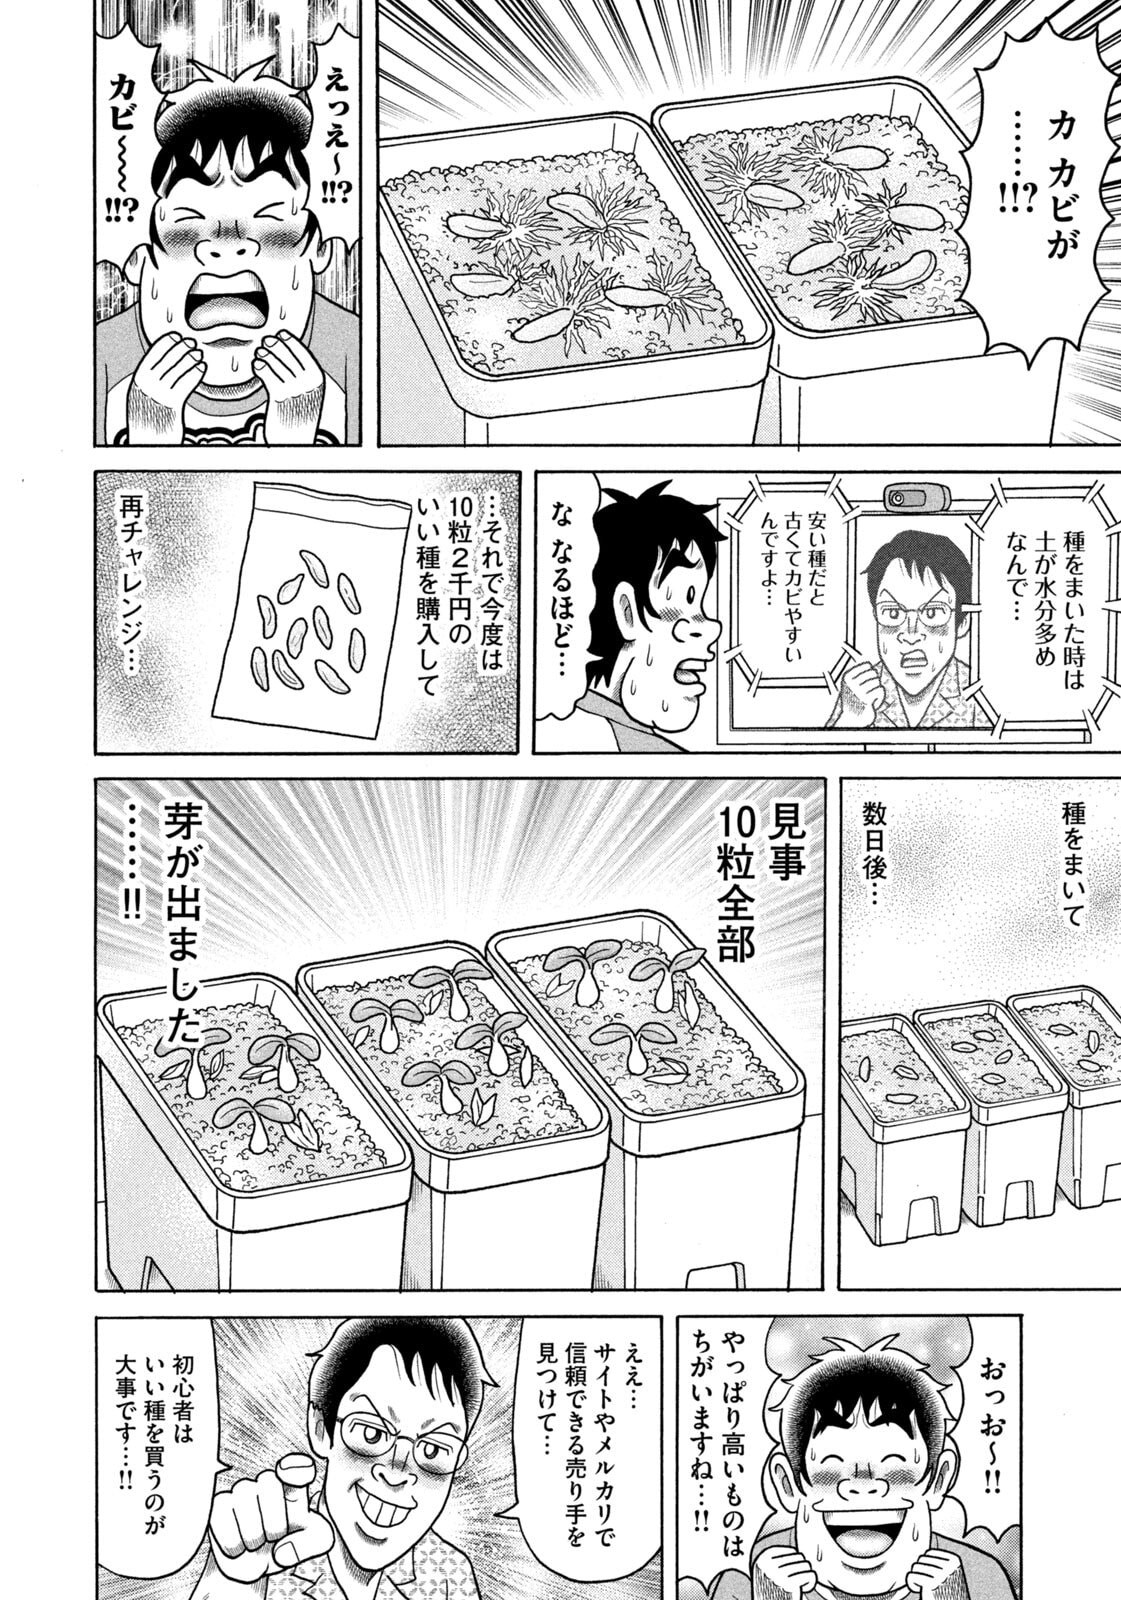 カ カビが
……!!?
えっえ〜!!?
カビ〜〜〜!!?
種をまいた時は
土が水分多め
なんで…
安い種だと
古くてカビやすい
んですよ…
な なるほど…
…それで今度は
10粒2千円の
いい種を購入して
再チャレンジ…
種をまいて
数日後…
見事
10粒全部
芽が出ました
………!!
おっお〜!!
やっぱり高いものは
ちがいますね…!!
ええ…
サイトやメルカリで
信頼できる売り手を
見つけて…
初心者は
いい種を買うのが
大事です…!!